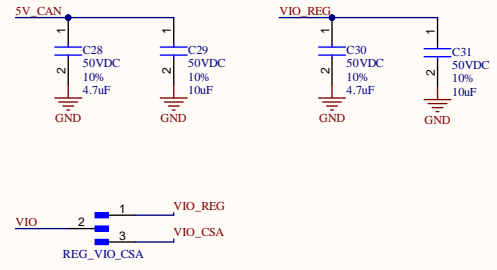 5V_CAN
VIO_REG
1
1
1
1
C28
50VDC
10%
4.7uF
C29
50VDC
10%
10uF
C30
50VDC
10%
4.7uF
C31
50VDC
10%
10uF
2
2
2
2
GND
GND
GND
GND
1
VIO_REG
VIO
2
3
VIO_CSA
REG_VIO_CSA